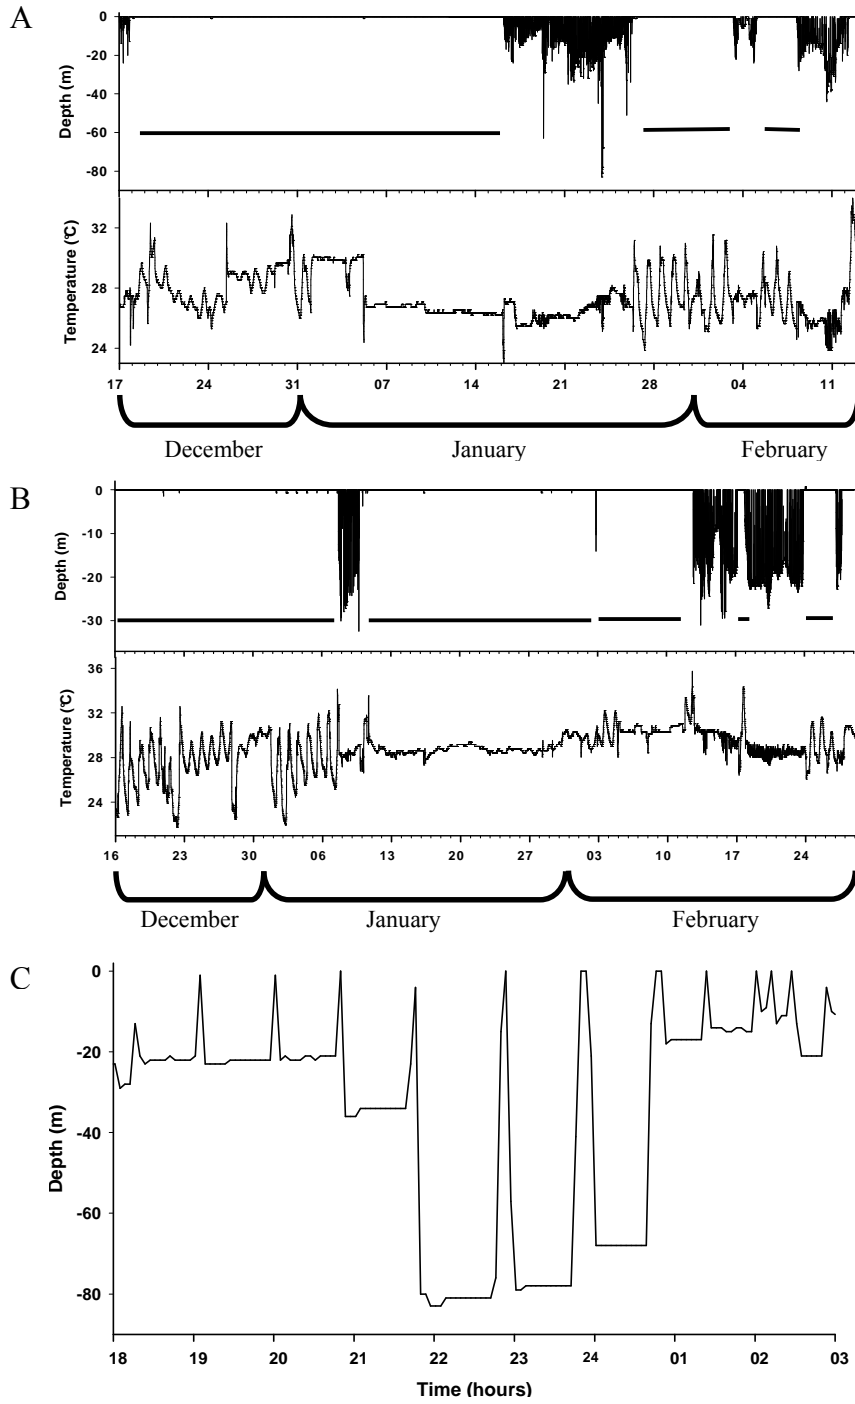 A
Depth (m)
0
-20
-40
-60
-80
Temperature (°C)
32
28
24
17 24 31 07 14 21 28 04 11
December January February
B
Depth (m)
0
-10
-20
-30
Temperature (°C)
36
32
28
24
16 23 30 06 13 20 27 03 10 17 24
December January February
C
Depth (m)
0
-20
-40
-60
-80
18 19 20 21 22 23 24 01 02 03
Time (hours)